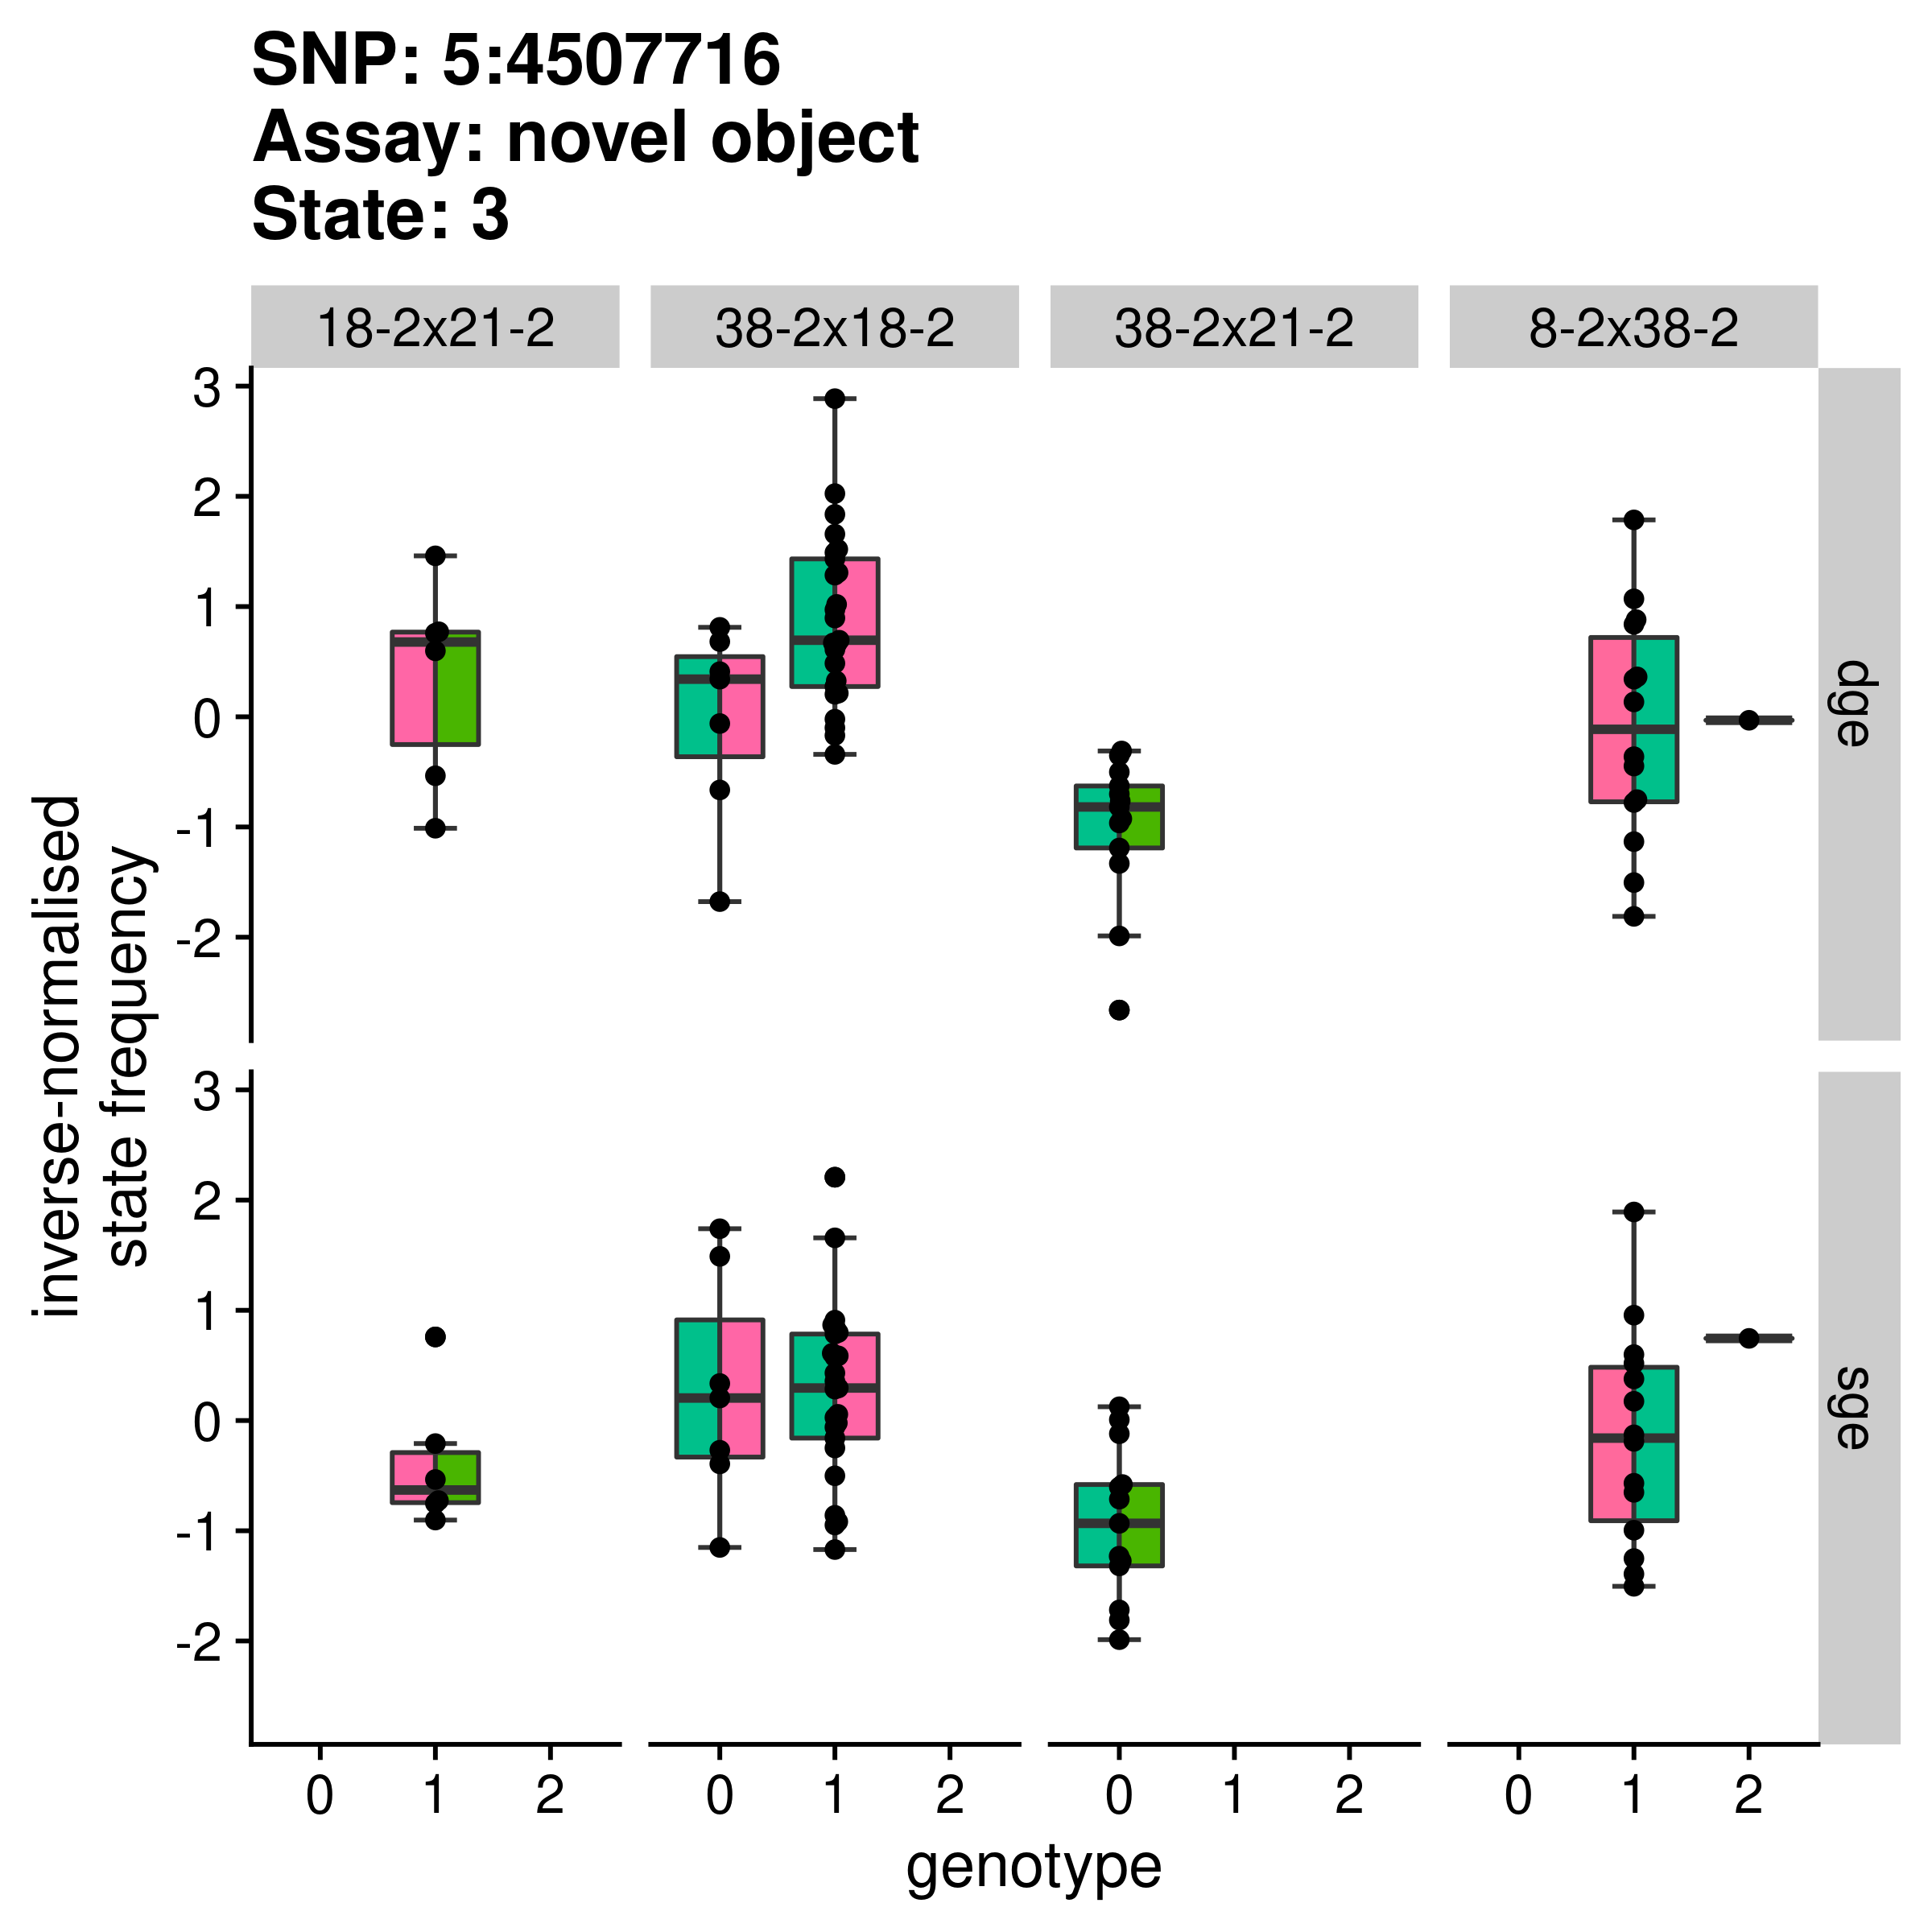 SNP: 5:4507716
Assay: novel object
State: 3
18-2x21-2 38-2x18-2 38-2x21-2 8-2x38-2
3
2
1
0
-1
-2
dge
3
2
1
0
-1
-2
sge
inverse-normalised
state frequency
0 1 2 0 1 2 0 1 2 0 1 2
genotype